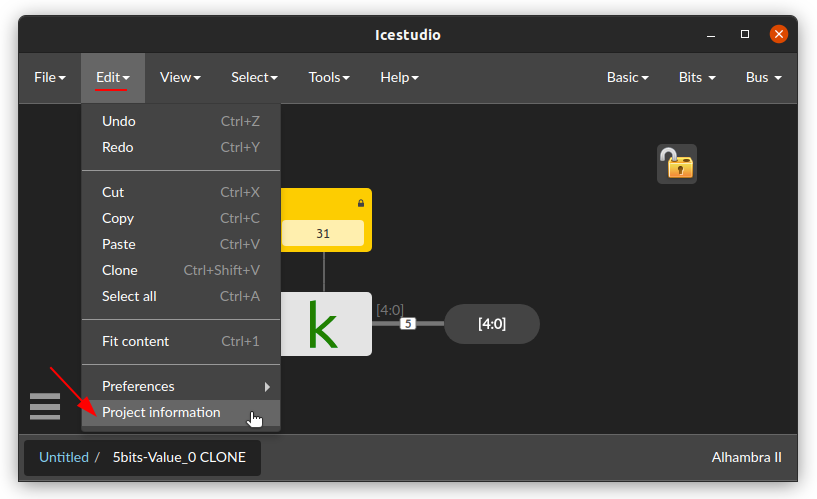 Icestudio
File Edit View Select Tools Help Basic Bits Bus
Undo Ctrl+Z
Redo Ctrl+Y
Cut Ctrl+X
Copy Ctrl+C
Paste Ctrl+V
Clone Ctrl+Shift+V
Select all Ctrl+A
Fit content Ctrl+1
Preferences
Project information
31
k
[4:0]
5
[4:0]
Untitled / 5bits-Value_0 CLONE
Alhambra II